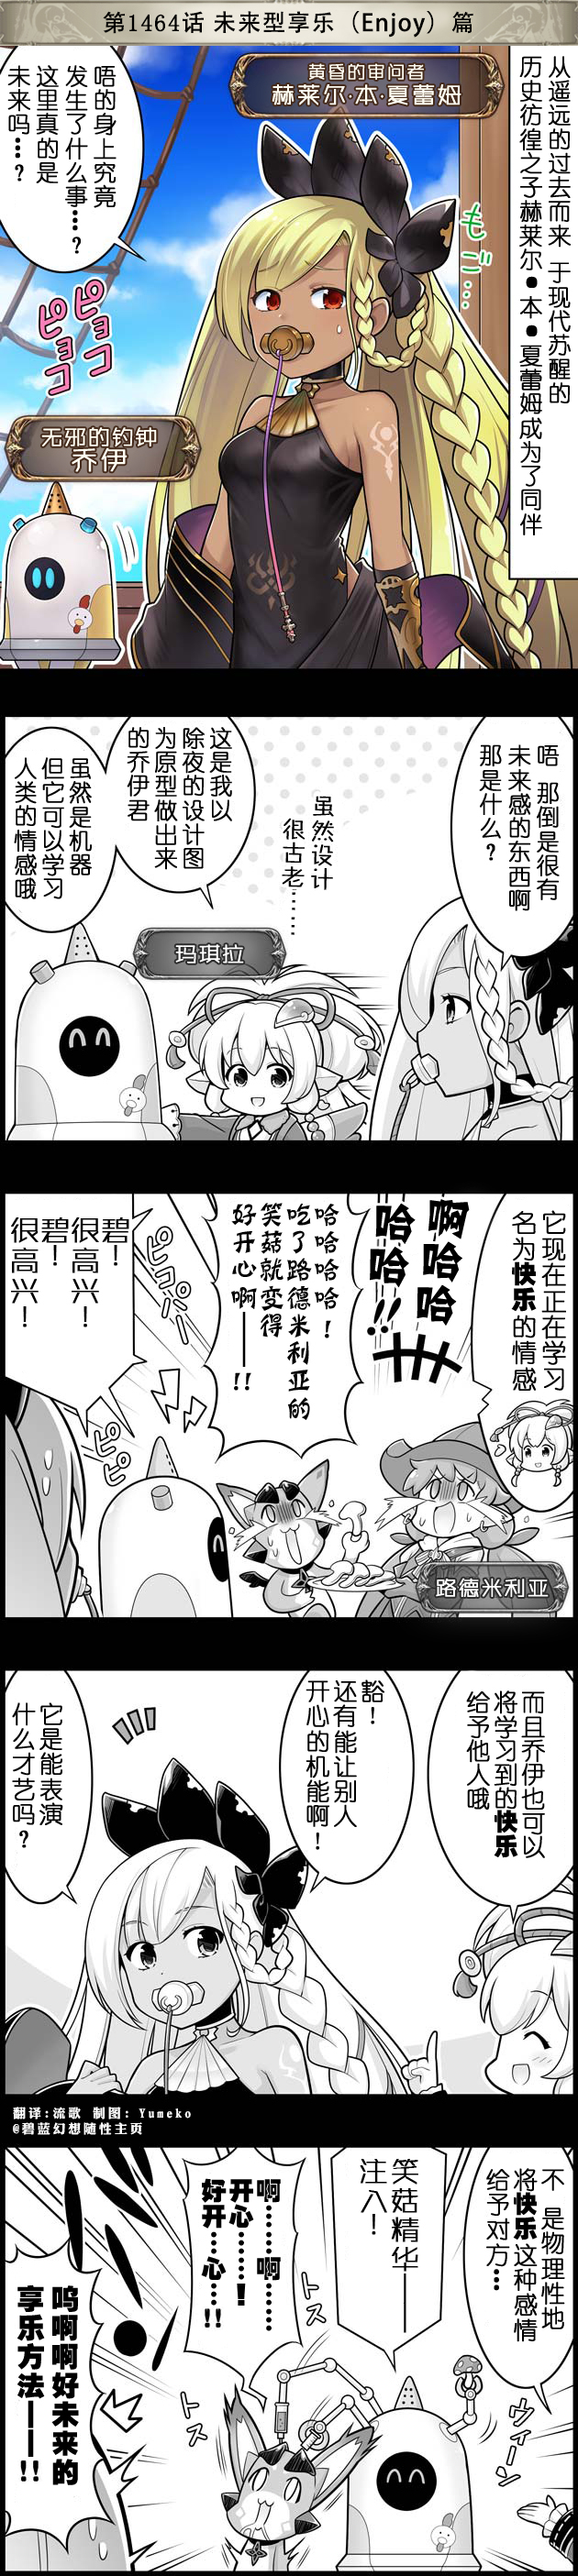 第1464话 未来型享乐（Enjoy）篇
从遥远的过去而来 于现代苏醒的
历史彷徨之子赫莱尔·本·夏蕾姆成为了同伴
黄昏的审问者
赫莱尔·本·夏蕾姆
唔的身上究竟
发生了什么事…？
这里真的是
未来吗…？
もご…
ピョコ
ピョコ
无邪的钓钟
乔伊
唔 那倒是很有
未来感的东西啊
那是什么？
虽然设计
很古老……
这是我以
除夜的设计图
为原型做出来
的乔伊君
虽然是机器
但它可以学习
人类的情感哦
玛琪拉
它现在正在学习
名为快乐的情感
啊哈哈
哈哈哈!!
哈哈哈哈！
吃了路德米利亚的
笑菇就变得
好开心啊——!!
碧！
很高兴！
碧！
很高兴！
ピコパー
ピピ
路德米利亚
而且乔伊也可以
将学习到的快乐
给予他人哦
豁！
还有能让别人
开心的机能啊！
它是能表演
什么才艺吗？
翻译:流歌 制图: Yumeko
@碧蓝幻想随性主页
不 是物理性地
将快乐这种感情
给予对方…
笑菇精华——
注入！
啊……啊……
开心……！
好开…心…!!
トス
トス
ウィーン
呜啊啊好未来的
享乐方法——!!